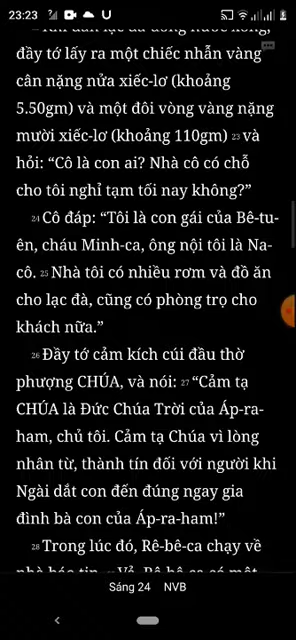 23:23
đầy tớ lấy ra một chiếc nhẫn vàng
cân nặng nửa xiếc-lơ (khoảng
5.50gm) và một đôi vòng vàng nặng
mười xiếc-lơ (khoảng 110gm) 23 và
hỏi: “Cô là con ai? Nhà cô có chỗ
cho tôi nghỉ tạm tối nay không?”
24 Cô đáp: “Tôi là con gái của Bê-tu-
ên, cháu Minh-ca, ông nội tôi là Na-
cô. 25 Nhà tôi có nhiều rơm và đồ ăn
cho lạc đà, cũng có phòng trọ cho
khách nữa.”
26 Đầy tớ cảm kích cúi đầu thờ
phượng CHÚA, và nói: 27 “Cảm tạ
CHÚA là Đức Chúa Trời của Áp-ra-
ham, chủ tôi. Cảm tạ Chúa vì lòng
nhân từ, thành tín đối với người khi
Ngài dắt con đến đúng ngay gia
đình bà con của Áp-ra-ham!”
28 Trong lúc đó, Rê-bê-ca chạy về
Sáng 24 NVB